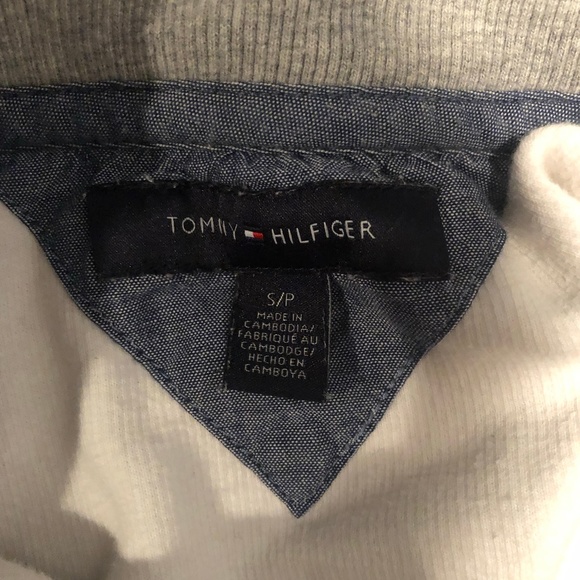 TOMMY HILFIGER
S/P
MADE IN
CAMBODIA/
FABRIQUÉ AU
CAMBODGE/
HECHO EN
CAMBOYA